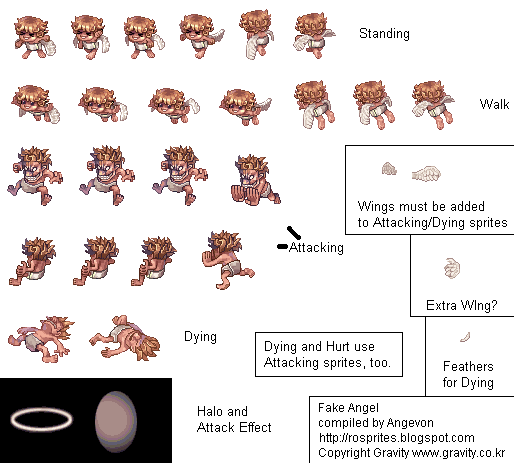 Standing
Walk
Wings must be added
to Attacking/Dying sprites
Attacking
Extra WIng?
Dying
Dying and Hurt use
Attacking sprites, too.
Feathers
for Dying
Halo and
Attack Effect
Fake Angel
compiled by Angevon
http://rosprites.blogspot.com
Copyright Gravity www.gravity.co.kr